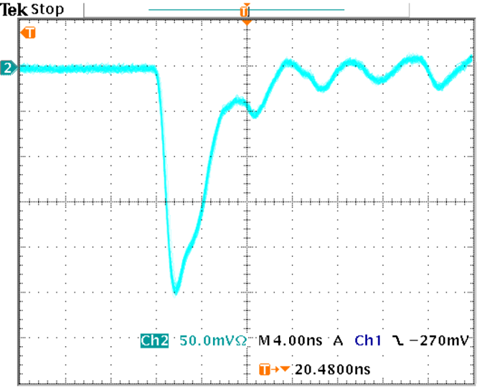 Tek Stop
T
T
2
Ch2 50.0mVΩ M 4.00ns A Ch1 ⤵ -270mV
T→▼ 20.4800ns